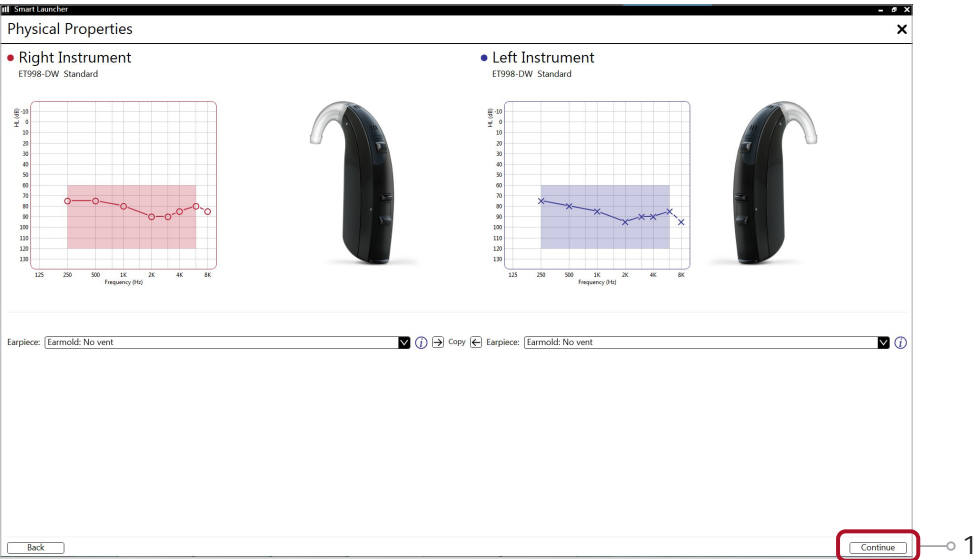 Smart Launcher
Physical Properties
Right Instrument
ET998-DW Standard
HL (dB)
-10
0
10
20
30
40
50
60
70
80
90
100
110
120
130
125 250 500 1K 2K 4K 8K
Frequency (Hz)
Left Instrument
ET998-DW Standard
HL (dB)
-10
0
10
20
30
40
50
60
70
80
90
100
110
120
130
125 250 500 1K 2K 4K 8K
Frequency (Hz)
Earpiece: Earmold: No vent i Copy Earpiece: Earmold: No vent i
Back Continue 1